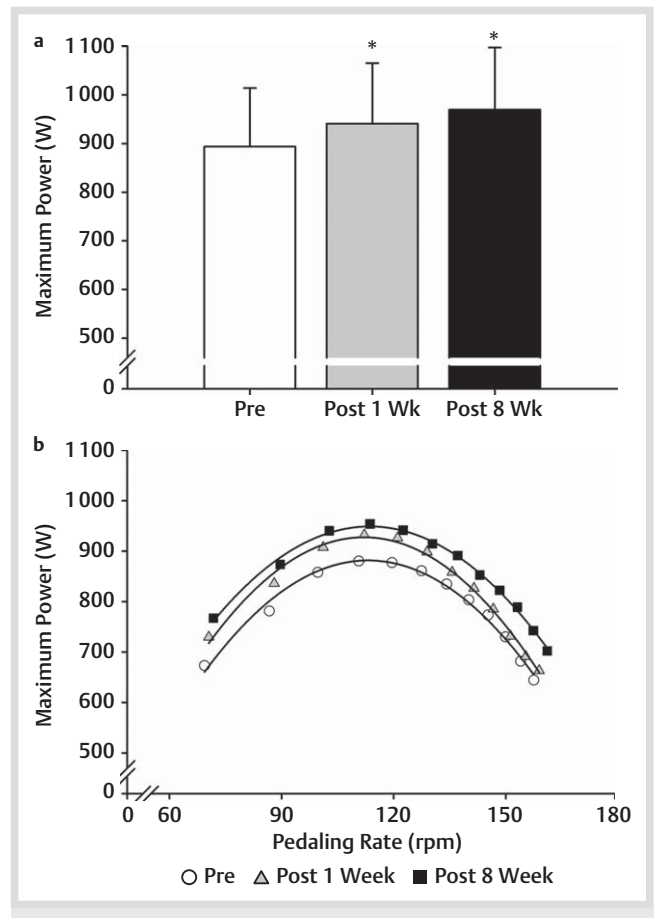 a
1100
*
*
1000
900
800
700
600
500
0
Maximum Power (W)
Pre Post 1 Wk Post 8 Wk
b
1100
1000
900
800
700
600
500
0
Maximum Power (W)
0 60 90 120 150 180
Pedaling Rate (rpm)
Pre Post 1 Week Post 8 Week